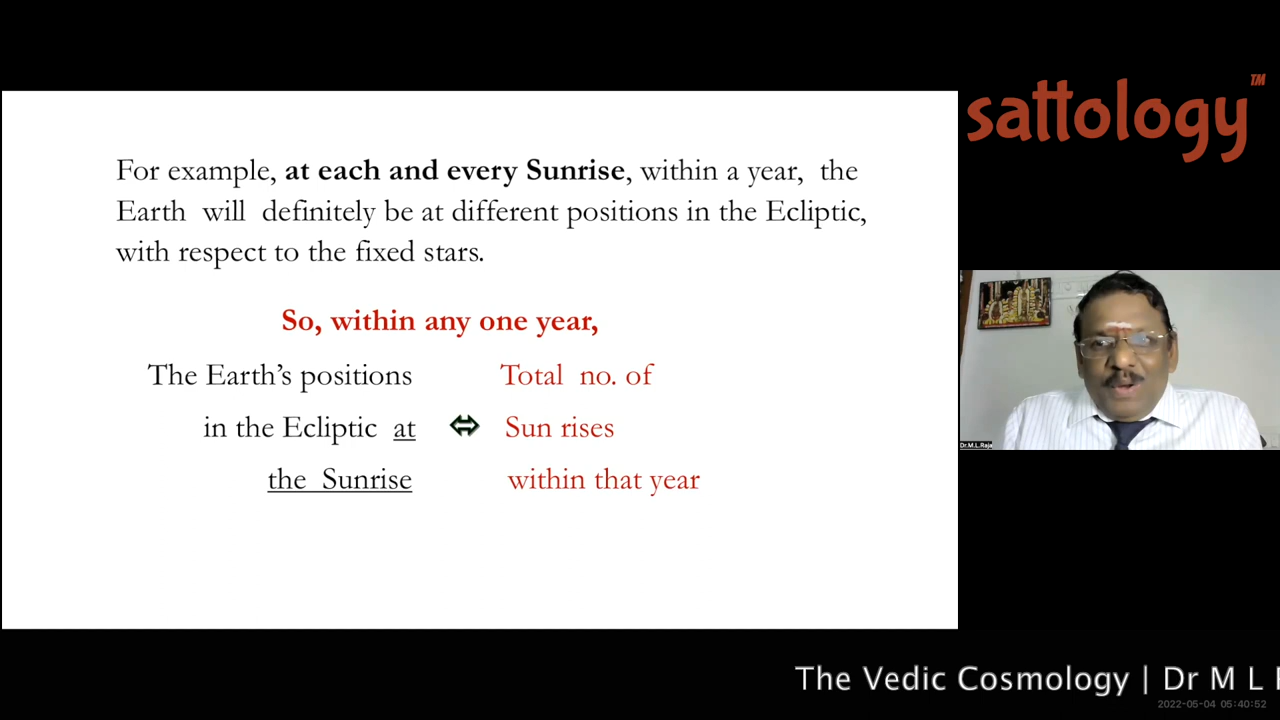 sattology™
For example, at each and every Sunrise, within a year, the
Earth will definitely be at different positions in the Ecliptic,
with respect to the fixed stars.
So, within any one year,
The Earth's positions Total no. of
in the Ecliptic at ⇔ Sun rises
the Sunrise within that year
Dr.M.L.Raja
The Vedic Cosmology | Dr M L
2022-05-04 05:40:52